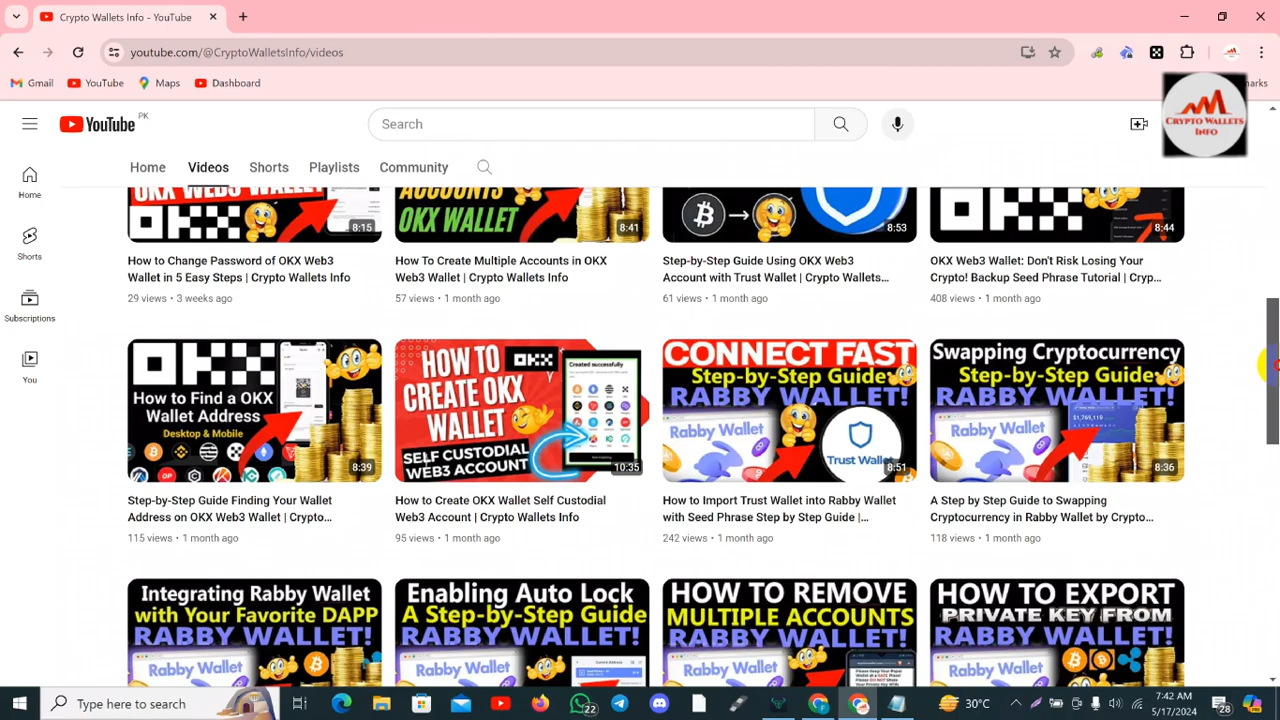 Crypto Wallets Info - YouTube
youtube.com/@CryptoWalletsInfo/videos
Gmail YouTube Maps Dashboard
YouTube PK
Search
CRYPTO WALLETS
INFO
Home Videos Shorts Playlists Community
Home
Shorts
Subscriptions
You
OKX WEB3 WALLET
8:15
ACCOUNTS
OKX WALLET
8:41
8:53
8:44
How to Change Password of OKX Web3
Wallet in 5 Easy Steps | Crypto Wallets Info
29 views • 3 weeks ago
How To Create Multiple Accounts in OKX
Web3 Wallet | Crypto Wallets Info
57 views • 1 month ago
Step-by-Step Guide Using OKX Web3
Account with Trust Wallet | Crypto Wallets...
61 views • 1 month ago
OKX Web3 Wallet: Don't Risk Losing Your
Crypto! Backup Seed Phrase Tutorial | Cryp...
408 views • 1 month ago
OKX
How to Find a OKX
Wallet Address
Desktop & Mobile
8:39
HOW TO
CREATE OKX
WALLET
SELF CUSTODIAL
WEB3 ACCOUNT
OKX
Created successfully
10:35
CONNECT FAST
Step-by-Step Guide
RABBY WALLET
Rabby Wallet
Trust Wallet
8:51
Swapping Cryptocurrency
Step-by-Step Guide
RABBY WALLET
Rabby Wallet
$1,769,119
8:36
Step-by-Step Guide Finding Your Wallet
Address on OKX Web3 Wallet | Crypto...
115 views • 1 month ago
How to Create OKX Wallet Self Custodial
Web3 Account | Crypto Wallets Info
95 views • 1 month ago
How to Import Trust Wallet into Rabby Wallet
with Seed Phrase Step by Step Guide |...
242 views • 1 month ago
A Step by Step Guide to Swapping
Cryptocurrency in Rabby Wallet by Crypto...
118 views • 1 month ago
Integrating Rabby Wallet
with Your Favorite DAPP
RABBY WALLET!
Rabby Wallet
Enabling Auto Lock
A Step-by-Step Guide
RABBY WALLET!
Rabby Wallet
HOW TO REMOVE
MULTIPLE ACCOUNTS
RABBY WALLET!
Rabby Wallet
HOW TO EXPORT
PRIVATE KEY FROM
RABBY WALLET!
Rabby Wallet
Type here to search
22
30°C
7:42 AM
5/17/2024
28